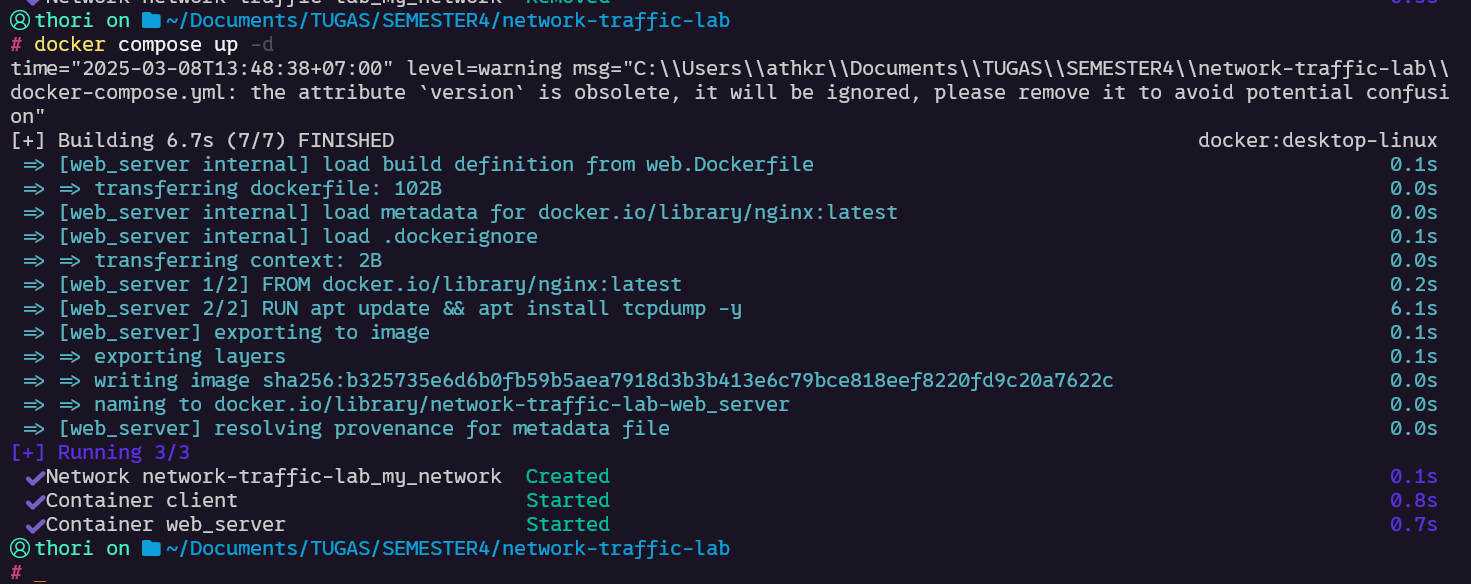 Network network-traffic-lab_my_network Removed 0.5s
thori on ~/Documents/TUGAS/SEMESTER4/network-traffic-lab
# docker compose up -d
time="2025-03-08T13:48:38+07:00" level=warning msg="C:\\Users\\athkr\\Documents\\TUGAS\\SEMESTER4\\network-traffic-lab\\
docker-compose.yml: the attribute `version` is obsolete, it will be ignored, please remove it to avoid potential confusi
on"
[+] Building 6.7s (7/7) FINISHED docker:desktop-linux
=> [web_server internal] load build definition from web.Dockerfile 0.1s
=> => transferring dockerfile: 102B 0.0s
=> [web_server internal] load metadata for docker.io/library/nginx:latest 0.0s
=> [web_server internal] load .dockerignore 0.1s
=> => transferring context: 2B 0.0s
=> [web_server 1/2] FROM docker.io/library/nginx:latest 0.2s
=> [web_server 2/2] RUN apt update && apt install tcpdump -y 6.1s
=> [web_server] exporting to image 0.1s
=> => exporting layers 0.1s
=> => writing image sha256:b325735e6d6b0fb59b5aea7918d3b3b413e6c79bce818eef8220fd9c20a7622c 0.0s
=> => naming to docker.io/library/network-traffic-lab-web_server 0.0s
=> [web_server] resolving provenance for metadata file 0.0s
[+] Running 3/3
✔Network network-traffic-lab_my_network Created 0.1s
✔Container client Started 0.8s
✔Container web_server Started 0.7s
thori on ~/Documents/TUGAS/SEMESTER4/network-traffic-lab
# _